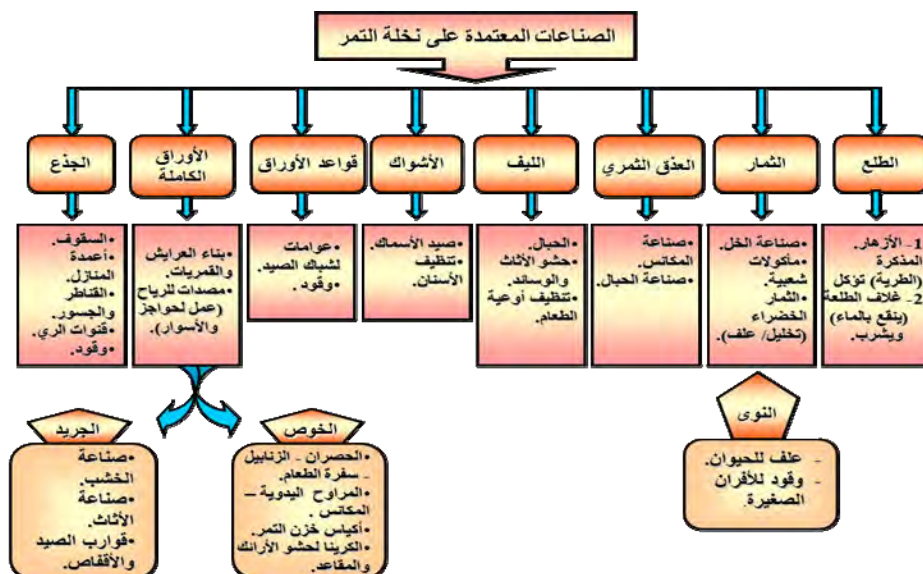 الصناعات المعتمدة على نخلة التمر
الطلع
1- الأزهار.
المذكرة
(الطرية) تؤكل
2- غلاف الطلعة
(ينقع بالماء)
ويشرب.
الثمار
•صناعة الخل.
•مأكولات
شعبية.
•الثمار
الخضراء
(تخليل/ علف).
العذق الثمري
•صناعة
المكانس.
•صناعة الحبال.
الليف
•الحبال.
•حشو الأثاث
والوسائد.
•تنظيف أوعية
الطعام.
الأشواك
•صيد الأسماك.
•تنظيف
الأسنان.
قواعد الأوراق
•عوامات
لشباك الصيد.
•وقود.
الأوراق
الكاملة
•بناء العرايش
والقمريات.
•مصدات للرياح
(عمل لحواجز
والأسوار).
الجذع
•السقوف.
•أعمدة
المنازل.
•القناطر
والجسور.
•قنوات الري.
•وقود.
النوى
- علف للحيوان.
- وقود للأفران
الصغيرة.
الخوص
•الحصران - الزنابيل
- سفرة الطعام.
•المراوح اليدوية –
المكانس .
•أكياس خزن التمر.
•الكرينا لحشو الأرائك
والمقاعد.
الجريد
•صناعة
الخشب.
•صناعة
الأثاث.
•قوارب الصيد
والأقفاص.